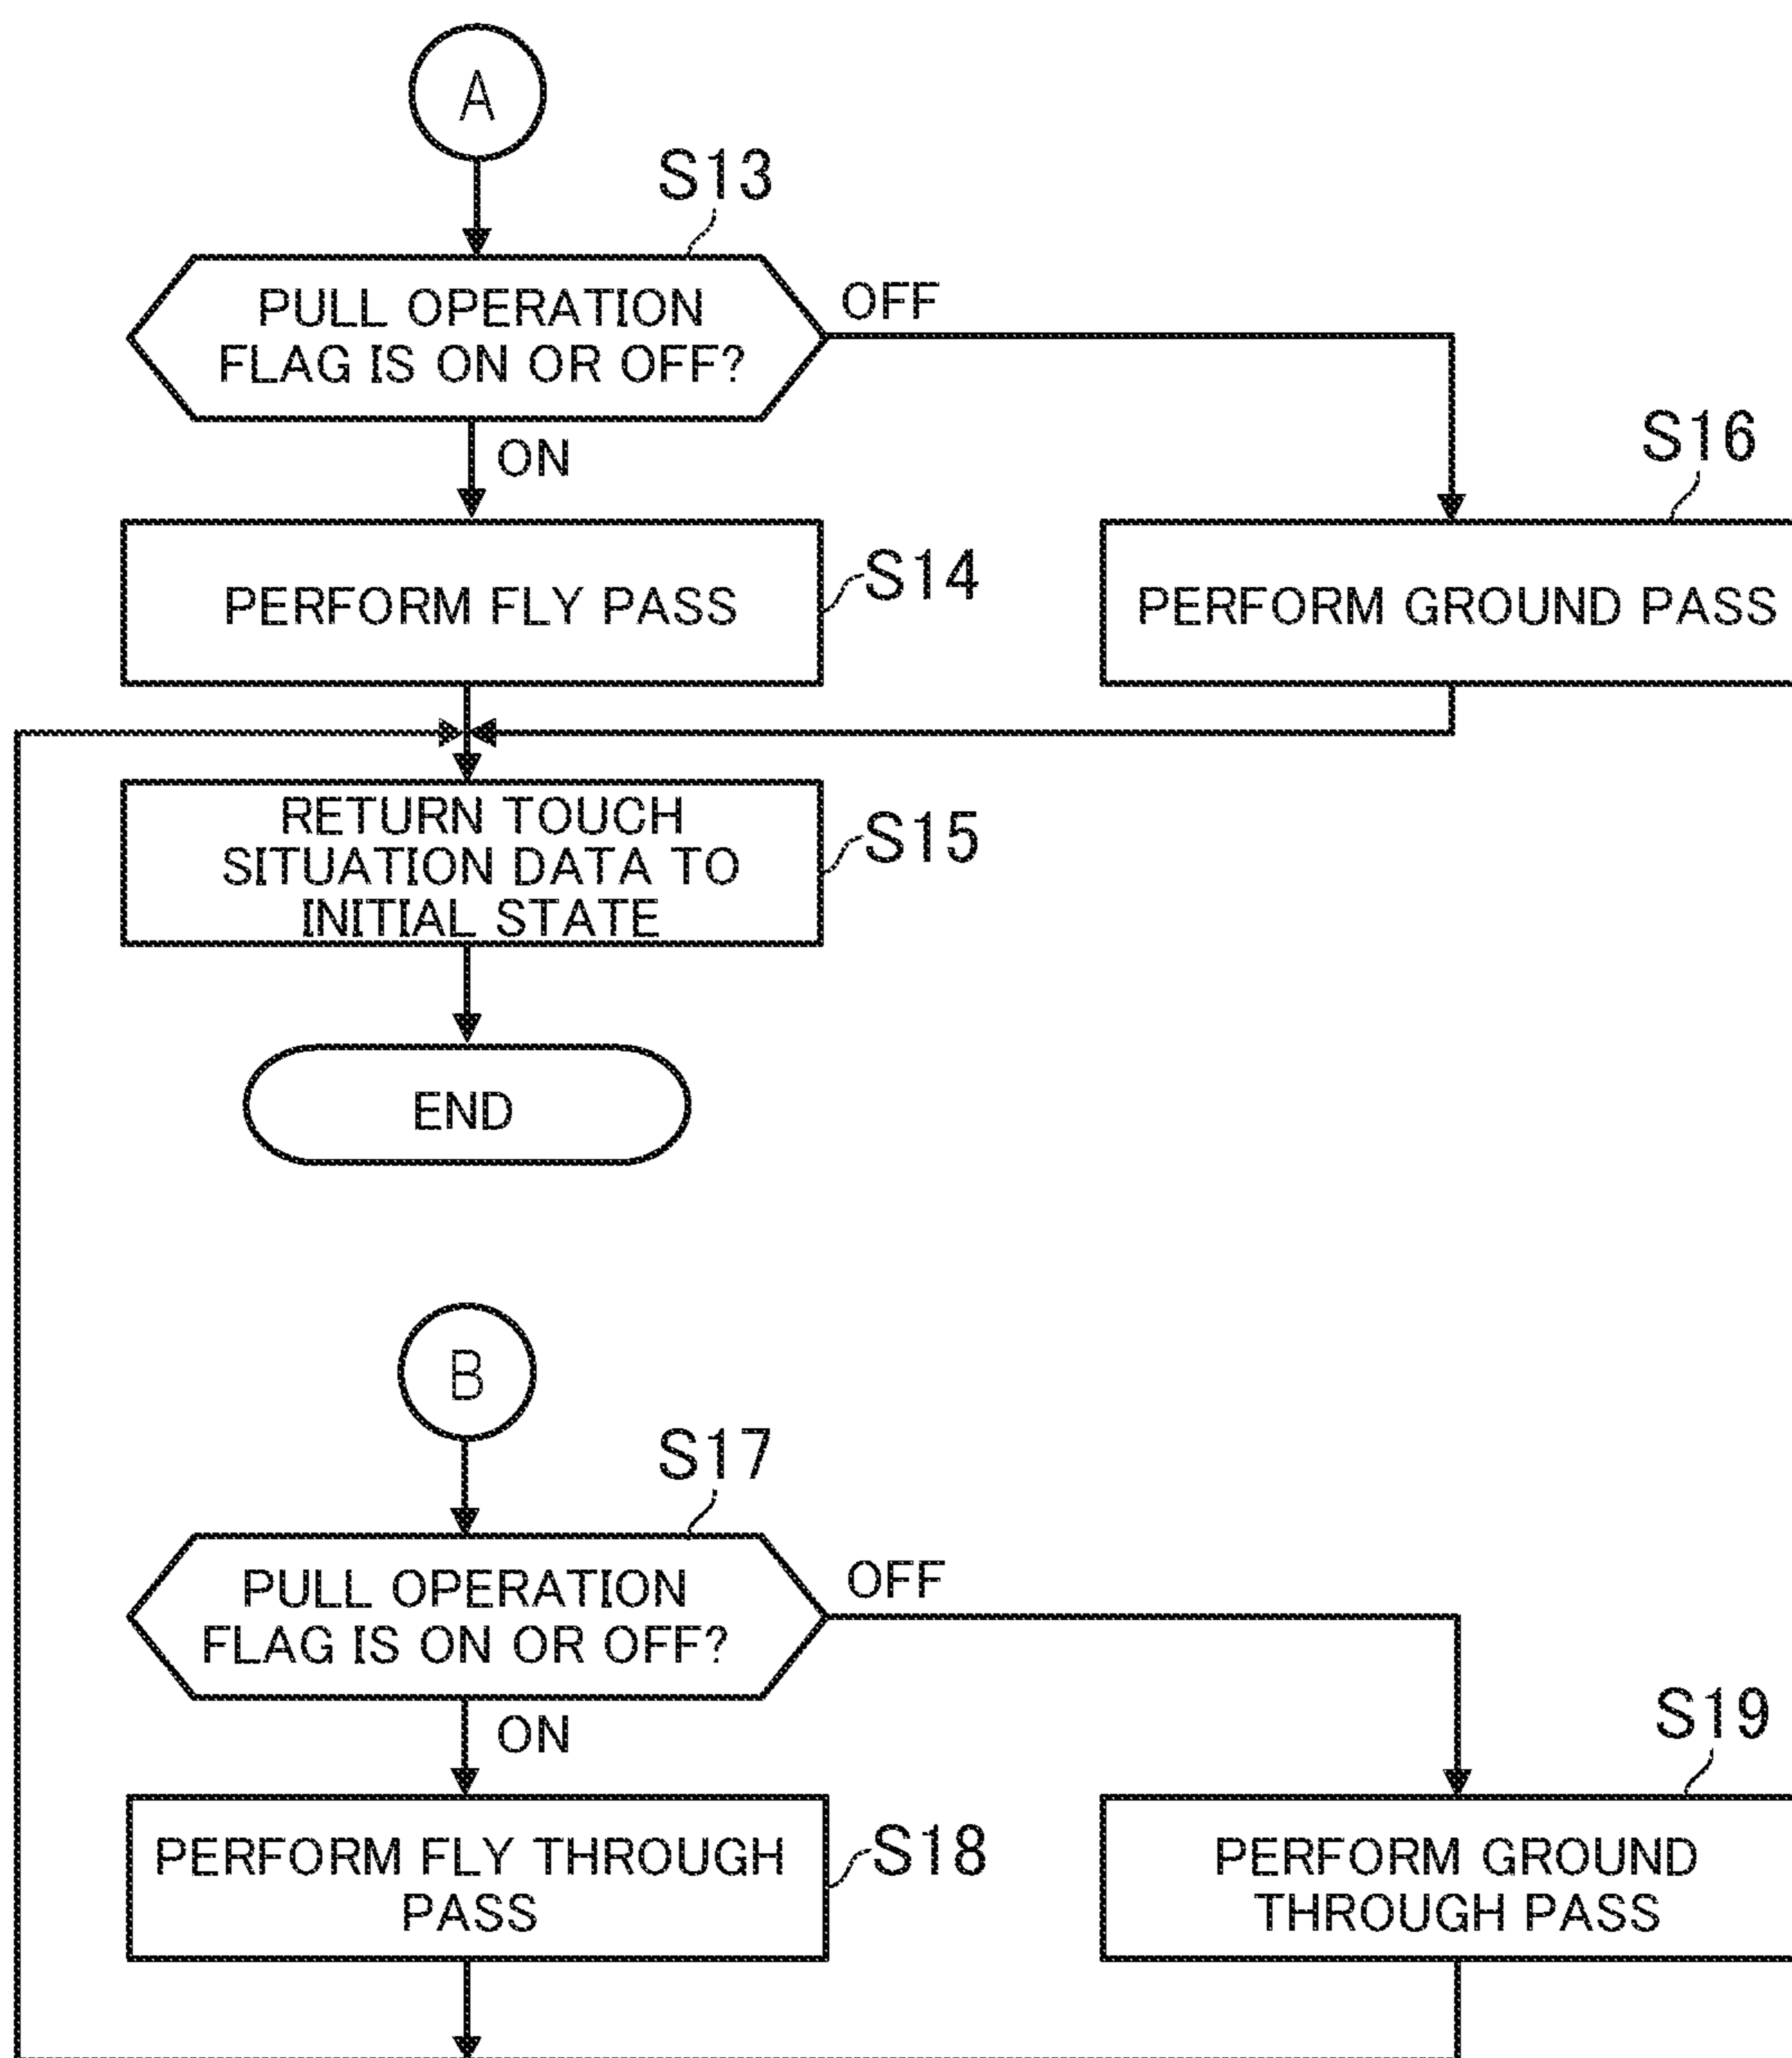 A
S13
PULL OPERATION
FLAG IS ON OR OFF?
OFF
ON
S16
PERFORM FLY PASS
S14
PERFORM GROUND PASS
RETURN TOUCH
SITUATION DATA TO
INITIAL STATE
S15
END
B
S17
PULL OPERATION
FLAG IS ON OR OFF?
OFF
ON
S19
PERFORM FLY THROUGH
PASS
S18
PERFORM GROUND
THROUGH PASS